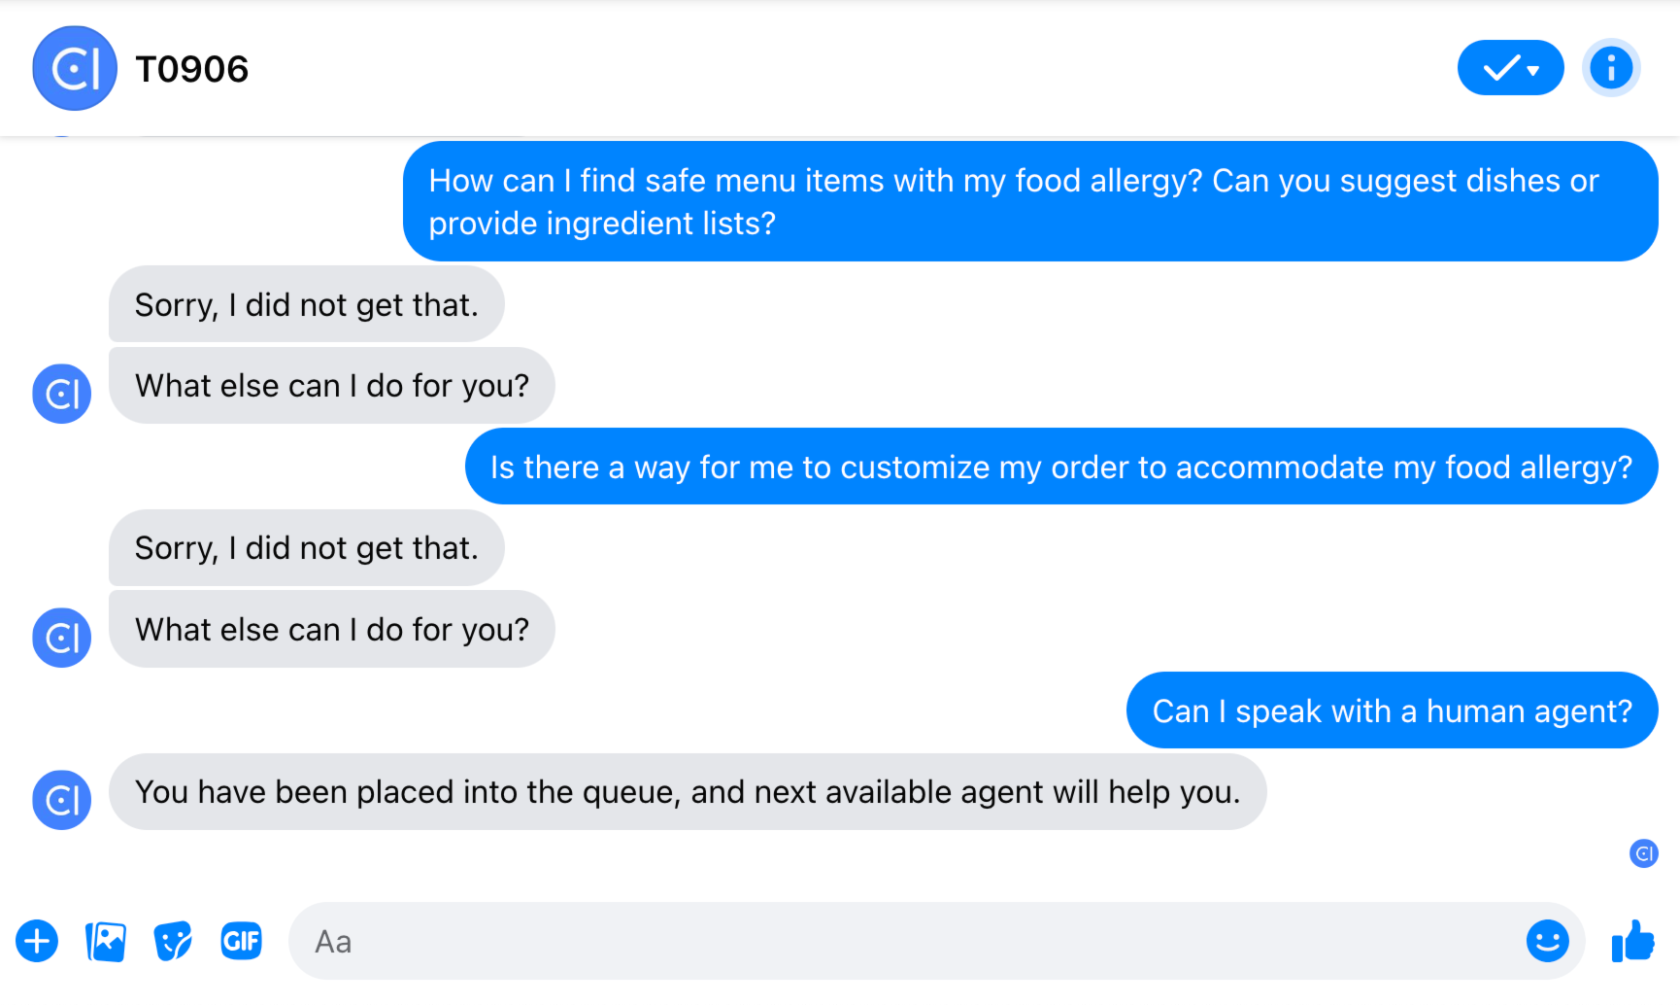 T0906
How can I find safe menu items with my food allergy? Can you suggest dishes or
provide ingredient lists?
Sorry, I did not get that.
What else can I do for you?
Is there a way for me to customize my order to accommodate my food allergy?
Sorry, I did not get that.
What else can I do for you?
Can I speak with a human agent?
You have been placed into the queue, and next available agent will help you.
GIF
Aa